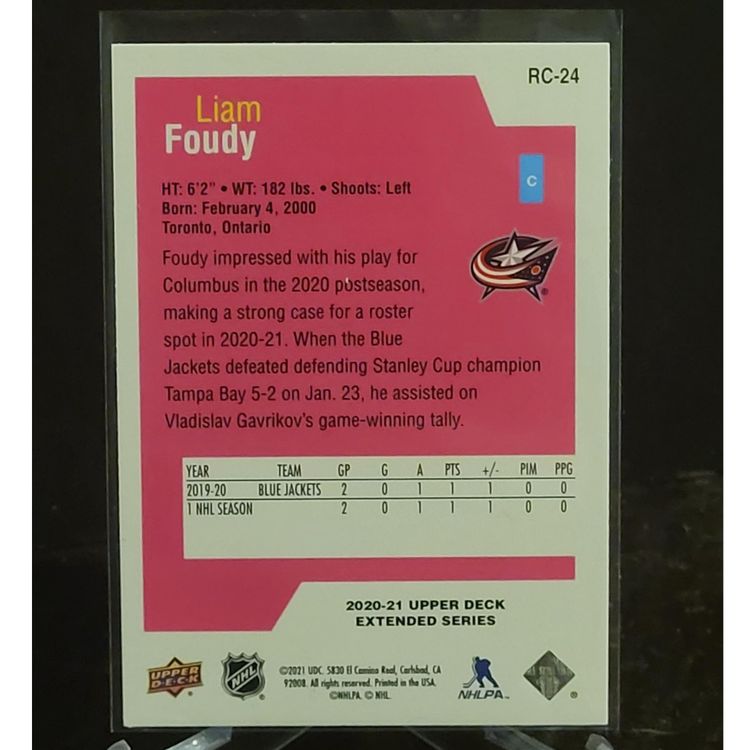 RC-24
Liam
Foudy
C
HT: 6'2" • WT: 182 lbs. • Shoots: Left
Born: February 4, 2000
Toronto, Ontario
Foudy impressed with his play for
Columbus in the 2020 postseason,
making a strong case for a roster
spot in 2020-21. When the Blue
Jackets defeated defending Stanley Cup champion
Tampa Bay 5-2 on Jan. 23, he assisted on
Vladislav Gavrikov's game-winning tally.
YEAR TEAM GP G A PTS +/- PIM PPG
2019-20 BLUE JACKETS 2 0 1 1 1 0 0
1 NHL SEASON 2 0 1 1 1 0 0
2020-21 UPPER DECK
EXTENDED SERIES
UPPER
DECK
NHL
©2021 UDC. 5830 El Camino Real, Carlsbad, CA
92008. All rights reserved. Printed in the USA.
©NHLPA. © NHL.
NHLPA